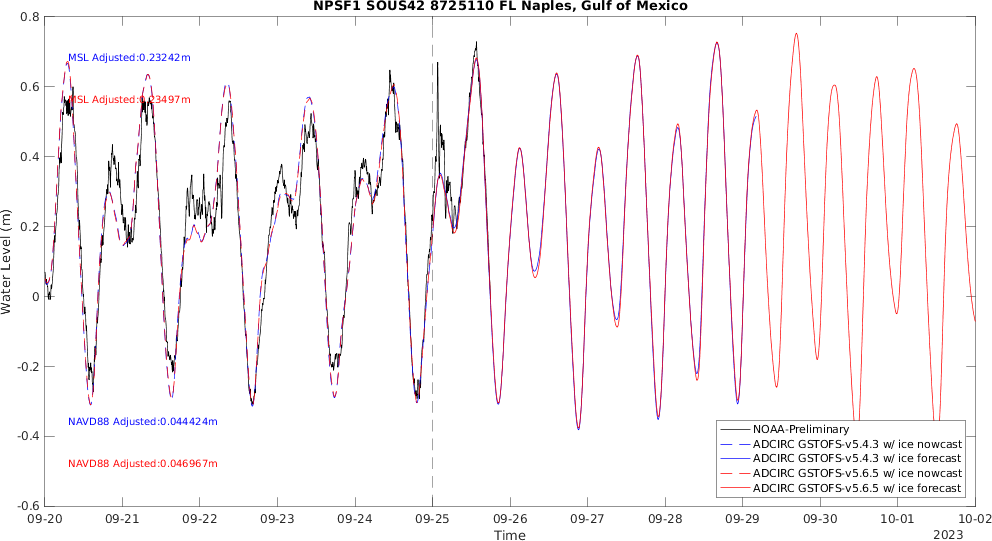 NPSF1 SOUS42 8725110 FL Naples, Gulf of Mexico
0.8
0.6
0.4
0.2
0
-0.2
-0.4
-0.6
Water Level (m)
MSL Adjusted:0.23242m
MSL Adjusted:0.23497m
NAVD88 Adjusted:0.044424m
NAVD88 Adjusted:0.046967m
NOAA-Preliminary
ADCIRC GSTOFS-v5.4.3 w/ ice nowcast
ADCIRC GSTOFS-v5.4.3 w/ ice forecast
ADCIRC GSTOFS-v5.6.5 w/ ice nowcast
ADCIRC GSTOFS-v5.6.5 w/ ice forecast
09-20 09-21 09-22 09-23 09-24 09-25 09-26 09-27 09-28 09-29 09-30 10-01 10-02
Time
2023